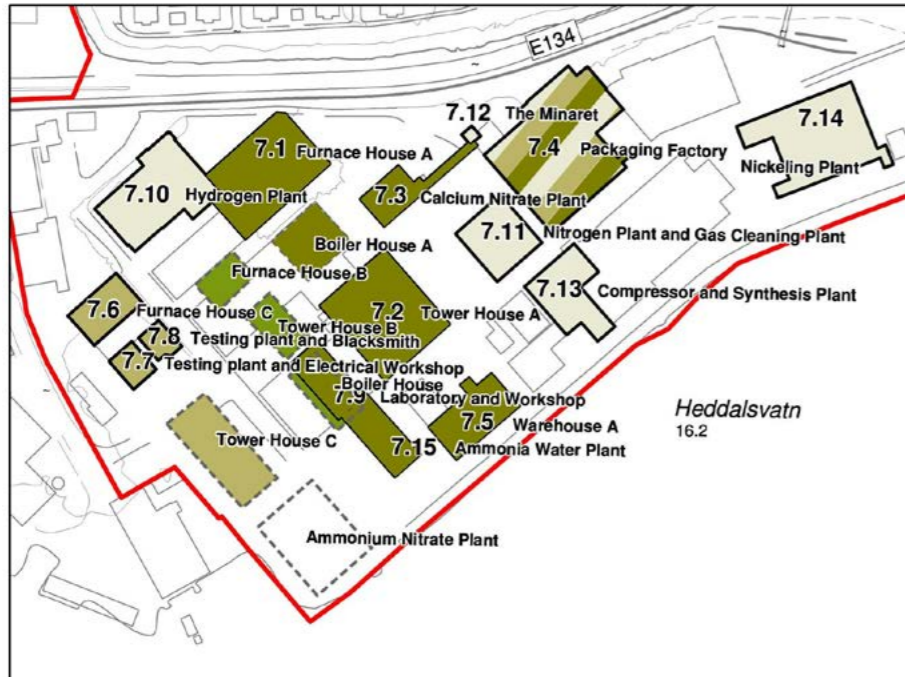 E134
7.12
The Minaret
7.14
7.1
Furnace House A
7.4
Packaging Factory
Nickeling Plant
7.10
Hydrogen Plant
7.3
Calcium Nitrate Plant
7.11
Nitrogen Plant and Gas Cleaning Plant
Boiler House A
Furnace House B
7.13
Compressor and Synthesis Plant
7.6
Furnace House C
7.2
Tower House A
Tower House B
7.8
Testing plant and Blacksmith
7.7
Testing plant and Electrical Workshop
Boiler House
7.9
Laboratory and Workshop
Heddalsvatn
16.2
7.5
Warehouse A
Tower House C
7.15
Ammonia Water Plant
Ammonium Nitrate Plant